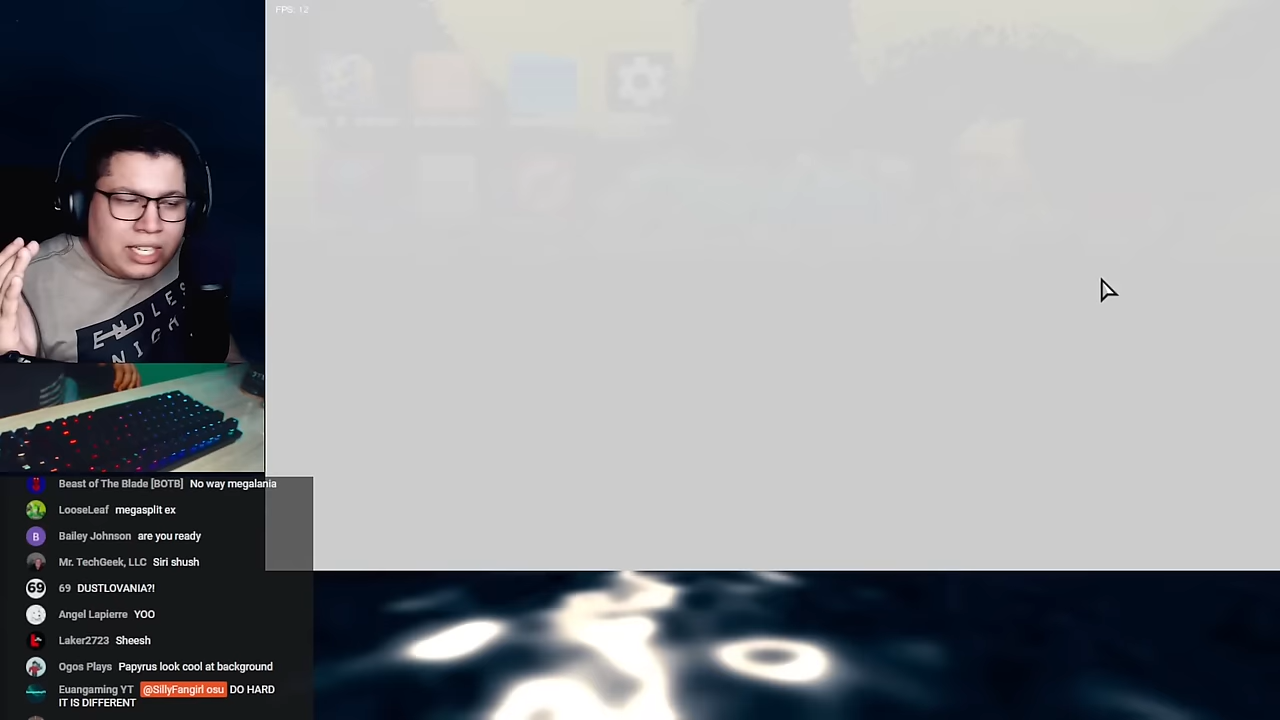 FPS: 12
ENDLES
NIGH
Beast of The Blade [BOTB] No way megalania
LooseLeaf megasplit ex
B Bailey Johnson are you ready
Mr. TechGeek, LLC Siri shush
69 69 DUSTLOVANIA?!
Angel Lapierre YOO
Laker2723 Sheesh
Ogos Plays Papyrus look cool at background
Euangaming YT @SillyFangirl osu DO HARD
IT IS DIFFERENT